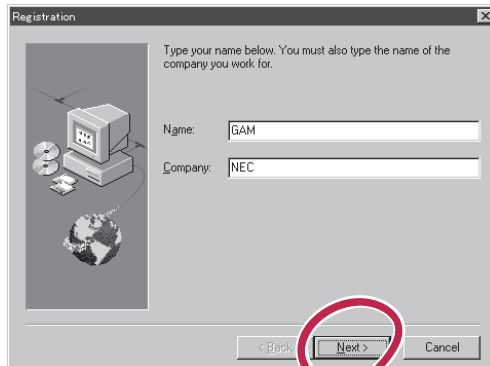 Registration
Type your name below. You must also type the name of the
company you work for.
Name: GAM
Company: NEC
< Back Next > Cancel